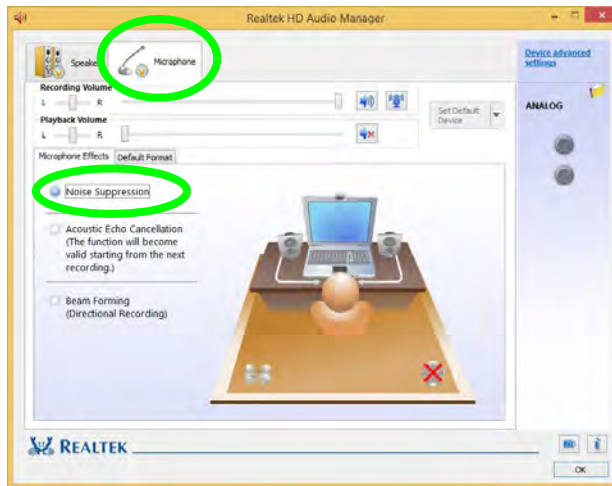 Realtek HD Audio Manager
Speake
Microphone
Device advanced
settings
Recording Volume
L
R
Set Default
Device
ANALOG
Playback Volume
L
R
Microphone Effects
Default Format
Noise Suppression
Acoustic Echo Cancellation
(The function will become
valid starting from the next
recording.)
Beam Forming
(Directional Recording)
REALTEK
OK